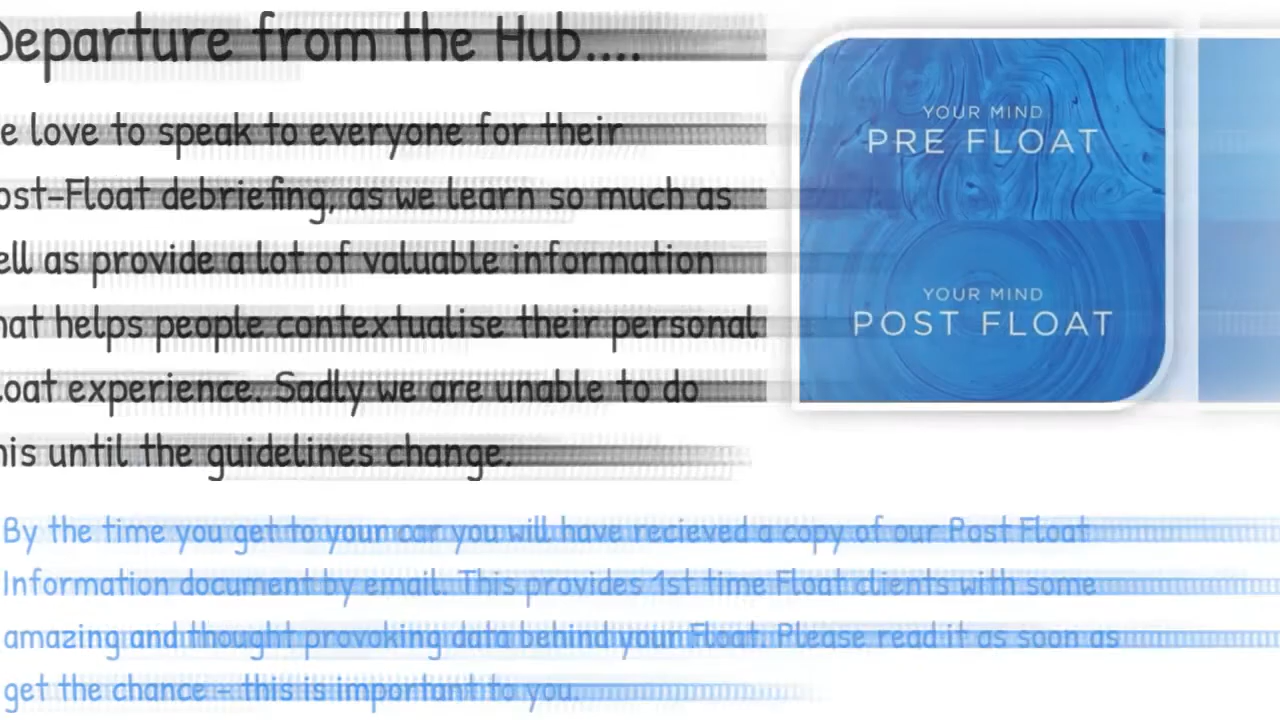 Departure from the Hub....
e love to speak to everyone for their
ost-Float debriefing, as we learn so much as
ell as provide a lot of valuable information
hat helps people contextualise their personal
loat experience. Sadly we are unable to do
his until the guidelines change.
YOUR MIND
PRE FLOAT
YOUR MIND
POST FLOAT
By the time you get to your car you will have recieved a copy of our Post Float
Information document by email. This provides 1st time Float clients with some
amazing and thought provoking data behind your Float. Please read it as soon as
get the chance - this is important to you.